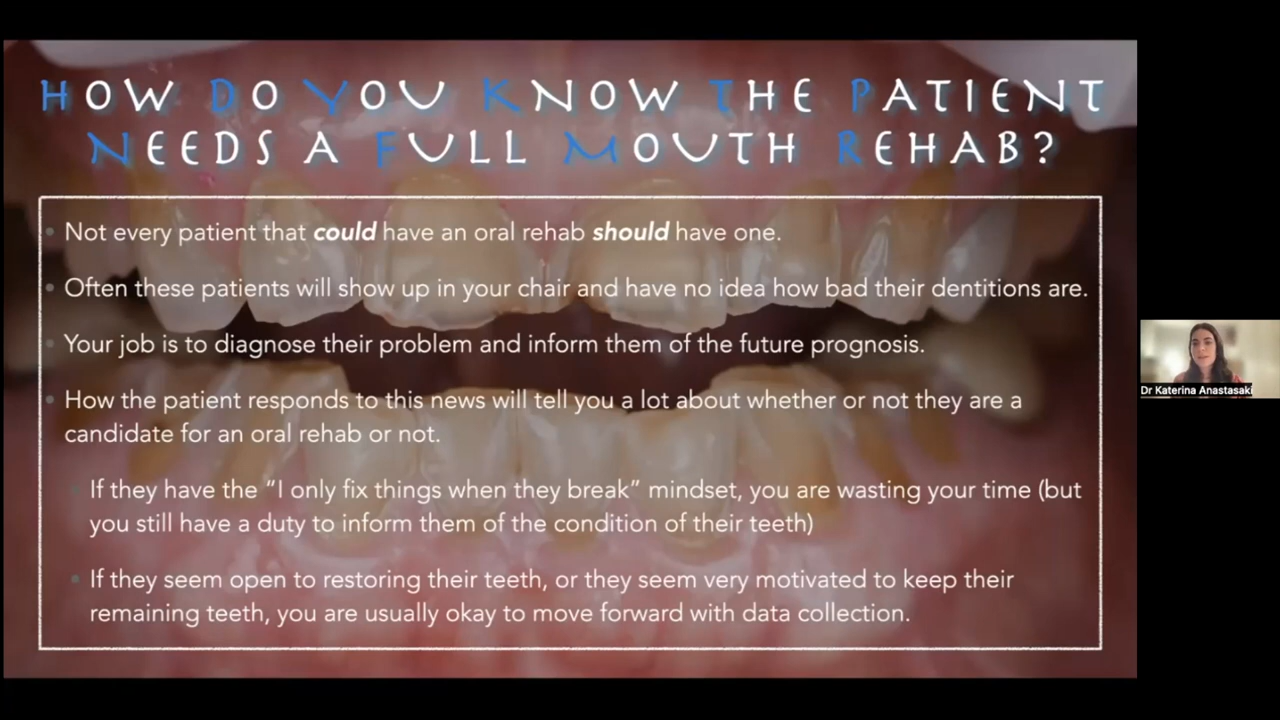 How Do You Know The Patient
Needs A Full Mouth Rehab?
• Not every patient that could have an oral rehab should have one.
• Often these patients will show up in your chair and have no idea how bad their dentitions are.
• Your job is to diagnose their problem and inform them of the future prognosis.
• How the patient responds to this news will tell you a lot about whether or not they are a
candidate for an oral rehab or not.
• If they have the “I only fix things when they break” mindset, you are wasting your time (but
you still have a duty to inform them of the condition of their teeth)
• If they seem open to restoring their teeth, or they seem very motivated to keep their
remaining teeth, you are usually okay to move forward with data collection.
Dr Katerina Anastasaki